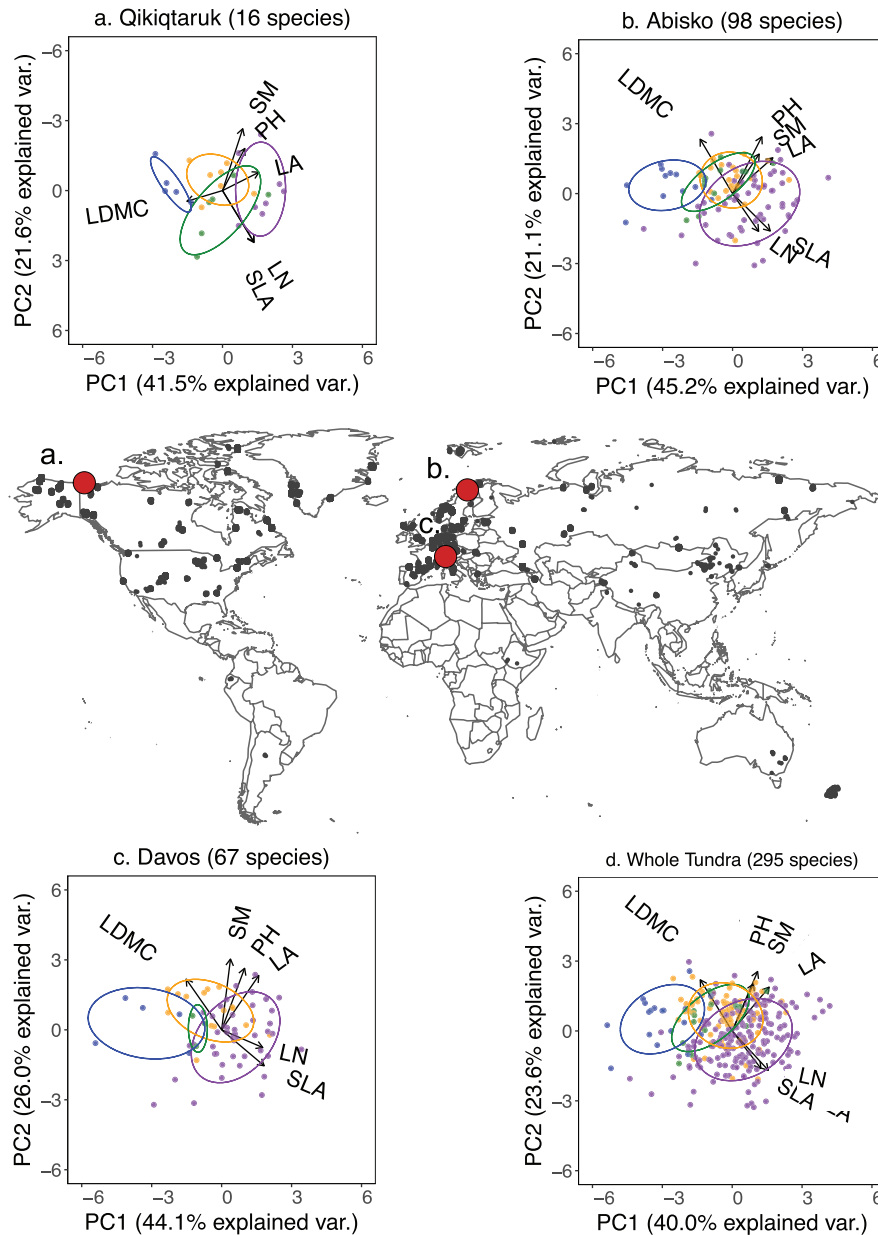 a. Qikiqtaruk (16 species)
PC2 (21.6% explained var.)
−6
−3
0
3
6
SM
PH
LA
LDMC
LN
SLA
−6 −3 0 3 6
PC1 (41.5% explained var.)
b. Abisko (98 species)
PC2 (21.1% explained var.)
6
3
0
−3
−6
LDMC
PH
SM
LA
LN
SLA
−6 −3 0 3 6
PC1 (45.2% explained var.)
a.
b.
c.
c. Davos (67 species)
PC2 (26.0% explained var.)
6
3
0
−3
−6
LDMC
SM
PH
LA
LN
SLA
−6 −3 0 3 6
PC1 (44.1% explained var.)
d. Whole Tundra (295 species)
PC2 (23.6% explained var.)
6
3
0
−3
−6
LDMC
PH
SM
LA
LN
SLA
−6 −3 0 3 6
PC1 (40.0% explained var.)